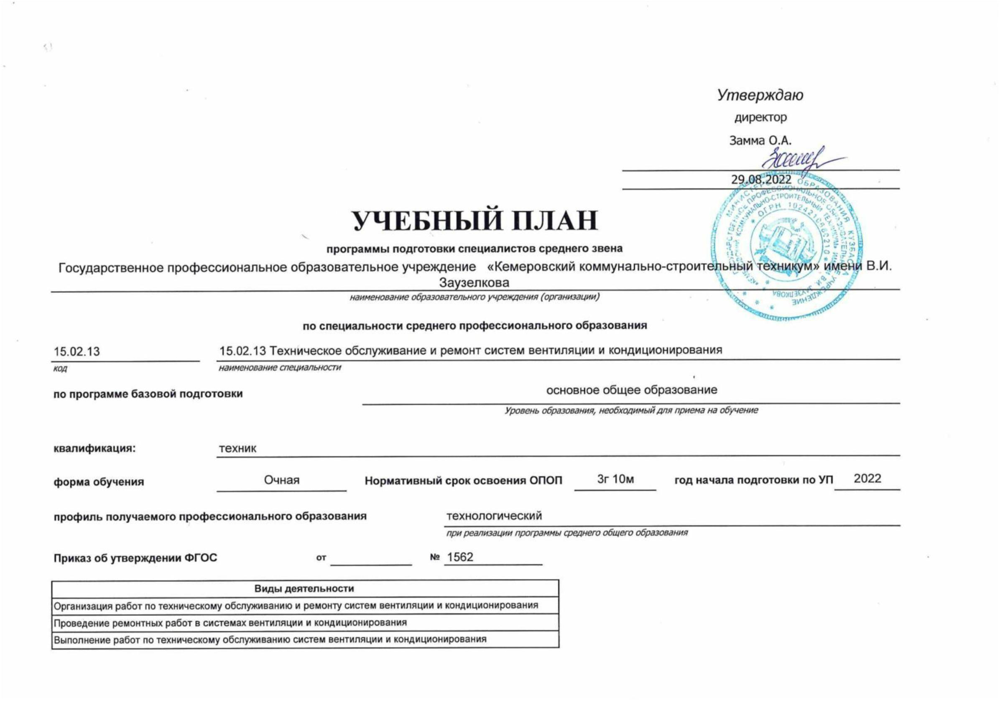 Утверждаю
директор
Замма О.А.
29.08.2022
УЧЕБНЫЙ ПЛАН
программы подготовки специалистов среднего звена
Государственное профессиональное образовательное учреждение «Кемеровский коммунально-строительный техникум» имени В.И.
Заузелкова
наименование образовательного учреждения (организации)
по специальности среднего профессионального образования
15.02.13 15.02.13 Техническое обслуживание и ремонт систем вентиляции и кондиционирования
код наименование специальности
по программе базовой подготовки основное общее образование
Уровень образования, необходимый для приема на обучение
квалификация: техник
форма обучения Очная Нормативный срок освоения ОПОП 3г 10м год начала подготовки по УП 2022
профиль получаемого профессионального образования технологический
при реализации программы среднего общего образования
Приказ об утверждении ФГОС от № 1562
Виды деятельности
Организация работ по техническому обслуживанию и ремонту систем вентиляции и кондиционирования
Проведение ремонтных работ в системах вентиляции и кондиционирования
Выполнение работ по техническому обслуживанию систем вентиляции и кондиционирования